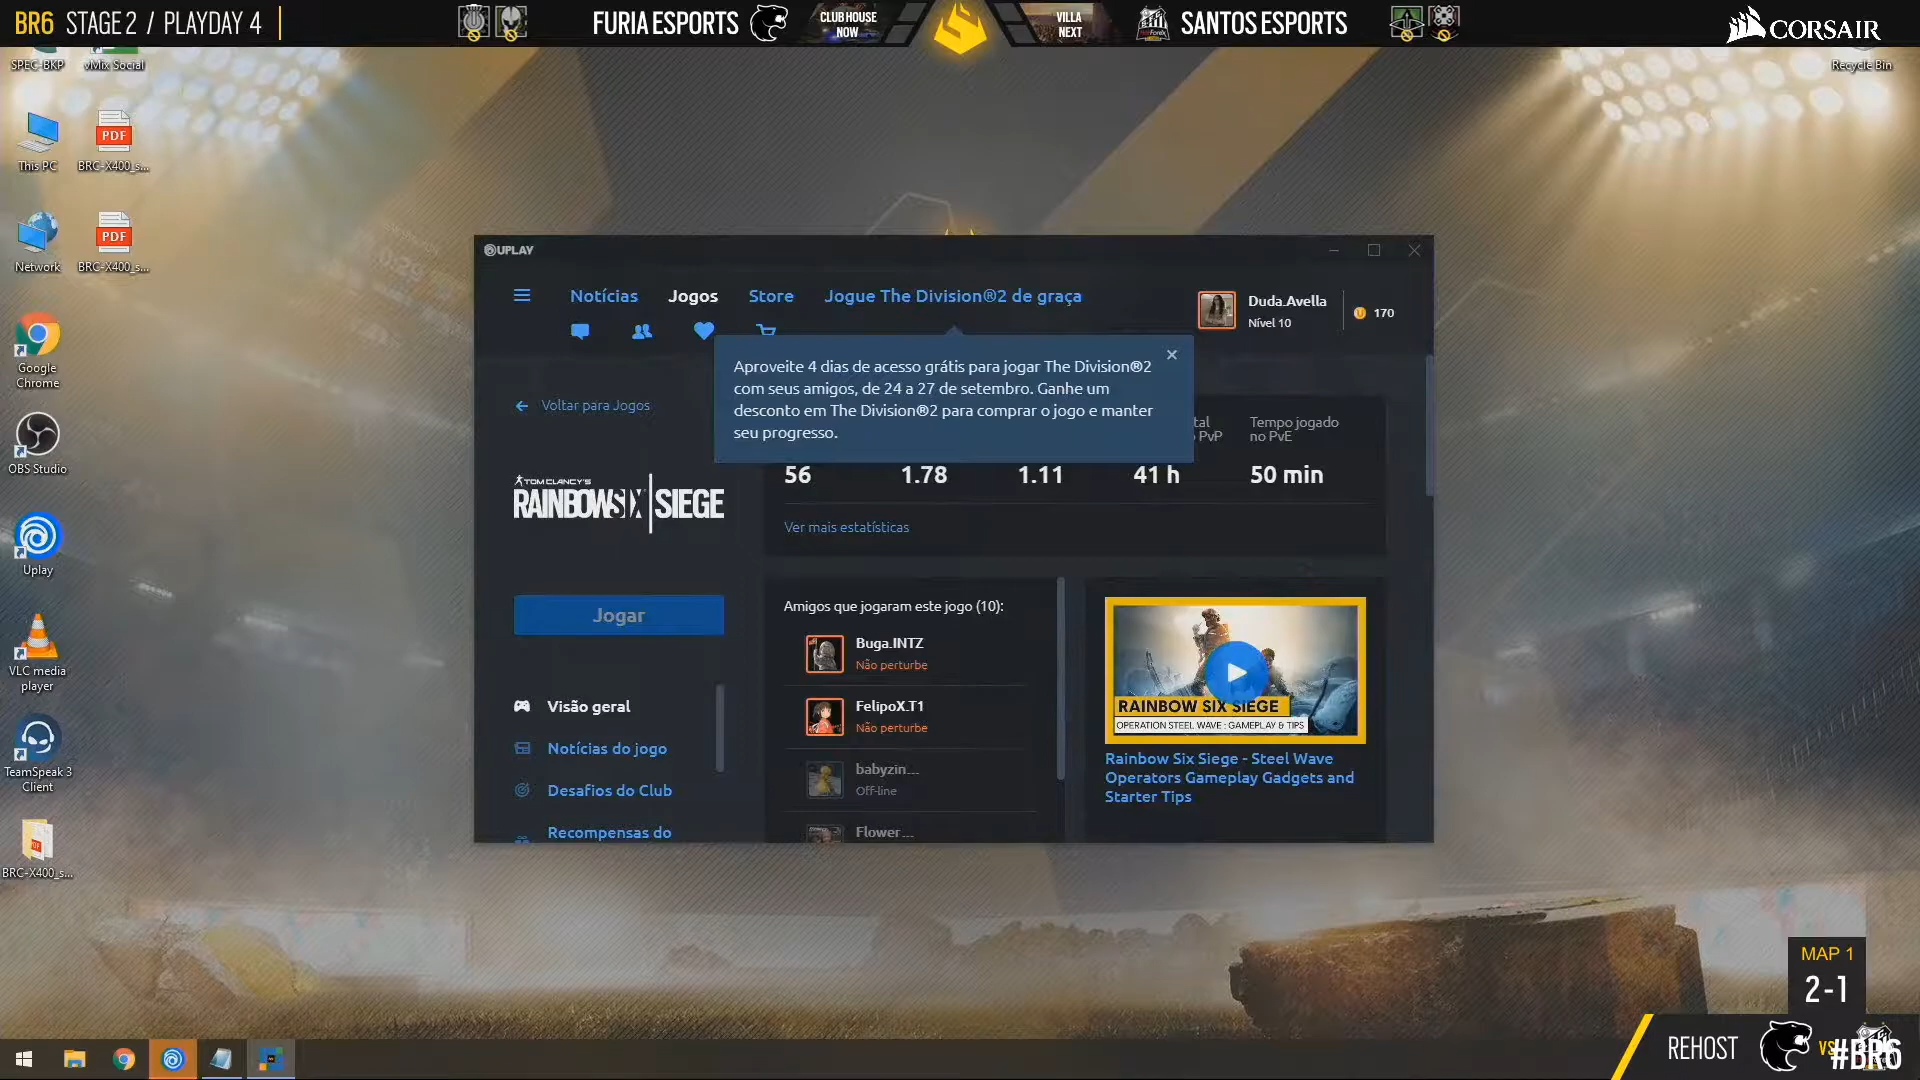 BR6 STAGE 2 / PLAYDAY 4
FURIA ESPORTS
CLUB HOUSE
NOW
VILLA
NEXT
SANTOS ESPORTS
CORSAIR
SPEC-BKP
vMix Social
Recycle Bin
This PC
PDF
BRC-X400_s...
Network
PDF
BRC-X400_s...
Google
Chrome
OBS Studio
Uplay
VLC media
player
TeamSpeak 3
Client
BRC-X400_s...
UPLAY
Notícias
Jogos
Store
Jogue The Division®2 de graça
Duda.Avella
Nível 10
170
Aproveite 4 dias de acesso grátis para jogar The Division®2
com seus amigos, de 24 a 27 de setembro. Ganhe um
desconto em The Division®2 para comprar o jogo e manter
seu progresso.
Voltar para Jogos
tal
PvP
Tempo jogado
no PvE
56
1.78
1.11
41 h
50 min
Ver mais estatísticas
TOM CLANCY'S
RAINBOW SIX SIEGE
Jogar
Visão geral
Notícias do jogo
Desafios do Club
Recompensas do
Amigos que jogaram este jogo (10):
Buga.INTZ
Não perturbe
FelipoX.T1
Não perturbe
babyzin...
Off-line
Flower...
RAINBOW SIX SIEGE
OPERATION STEEL WAVE : GAMEPLAY & TIPS
Rainbow Six Siege - Steel Wave
Operators Gameplay Gadgets and
Starter Tips
MAP 1
2-1
REHOST
VS
#BR6